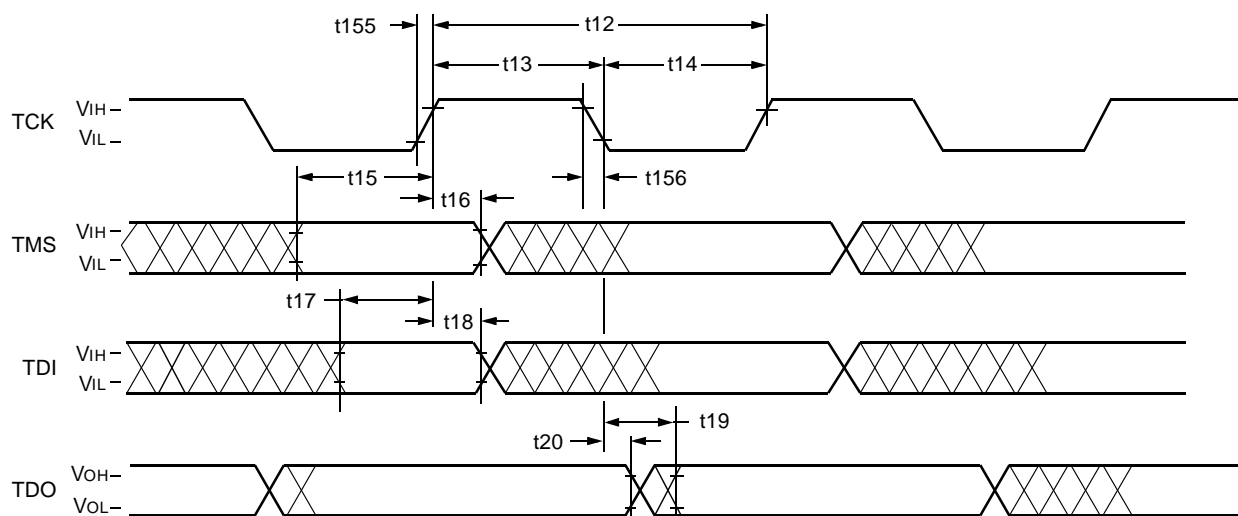 t155
t12
t13
t14
TCK
VIH
VIL
t15
t156
t16
TMS
VIH
VIL
t17
t18
TDI
VIH
VIL
t19
t20
TDO
VOH
VOL